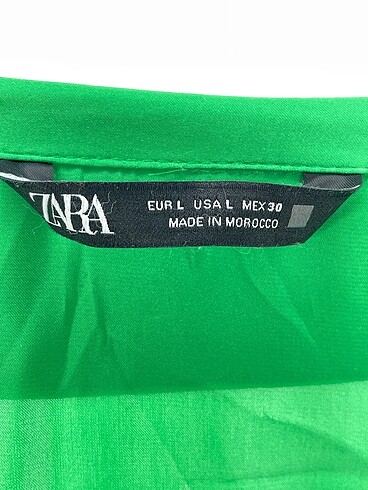 ZARA
EUR L USA L MEX 30
MADE IN MOROCCO